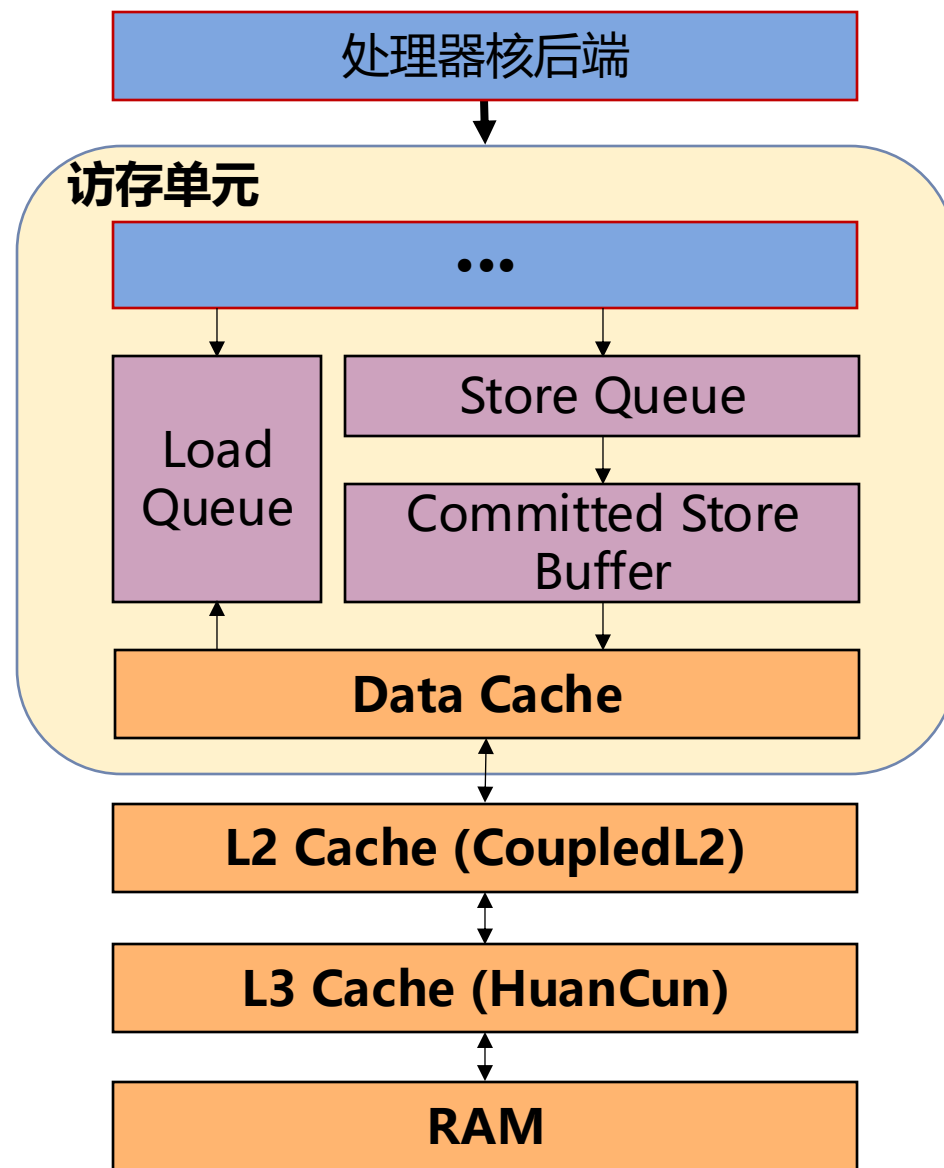 处理器核后端
访存单元
•••
Load
Queue
Store Queue
Committed Store
Buffer
Data Cache
L2 Cache (CoupledL2)
L3 Cache (HuanCun)
RAM